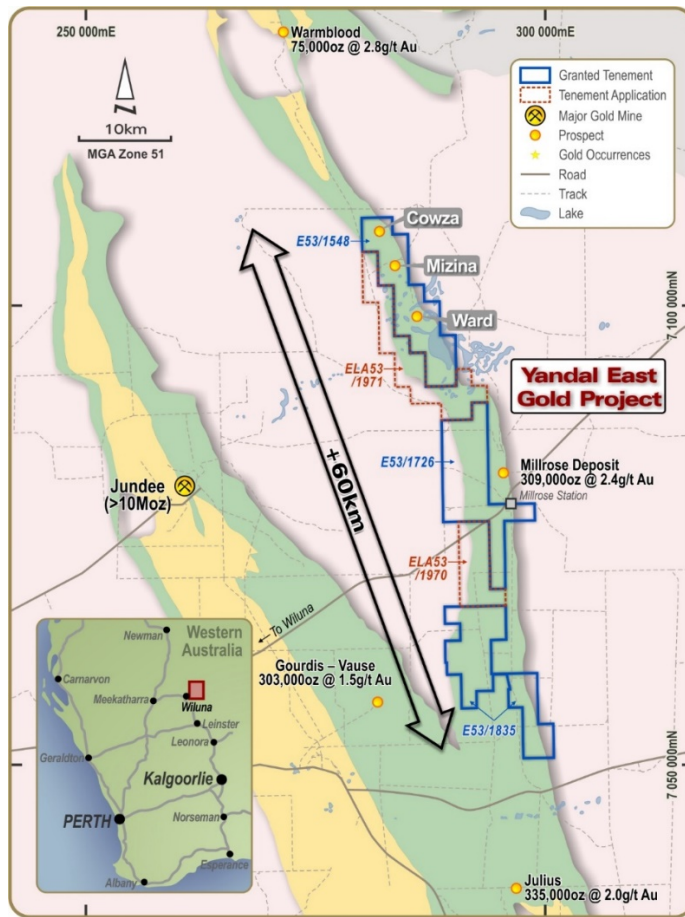 250 000mE
300 000mE
Warmblood
75,000oz @ 2.8g/t Au
N
10km
MGA Zone 51
Granted Tenement
Tenement Application
Major Gold Mine
Prospect
Gold Occurrences
Road
Track
Lake
Cowza
E53/1548
Mizina
Ward
7 100 000mN
ELA53
/1971
Yandal East
Gold Project
E53/1726
+60km
Millrose Deposit
309,000oz @ 2.4g/t Au
Millrose Station
Jundee
(>10Moz)
ELA53
/1970
To Wiluna
Gourdis – Vause
303,000oz @ 1.5g/t Au
E53/1835
7 050 000mN
Julius
335,000oz @ 2.0g/t Au
Western
Australia
Newman
Carnarvon
Meekatharra
Wiluna
Leinster
Leonora
Geraldton
Kalgoorlie
PERTH
Norseman
Esperance
Albany